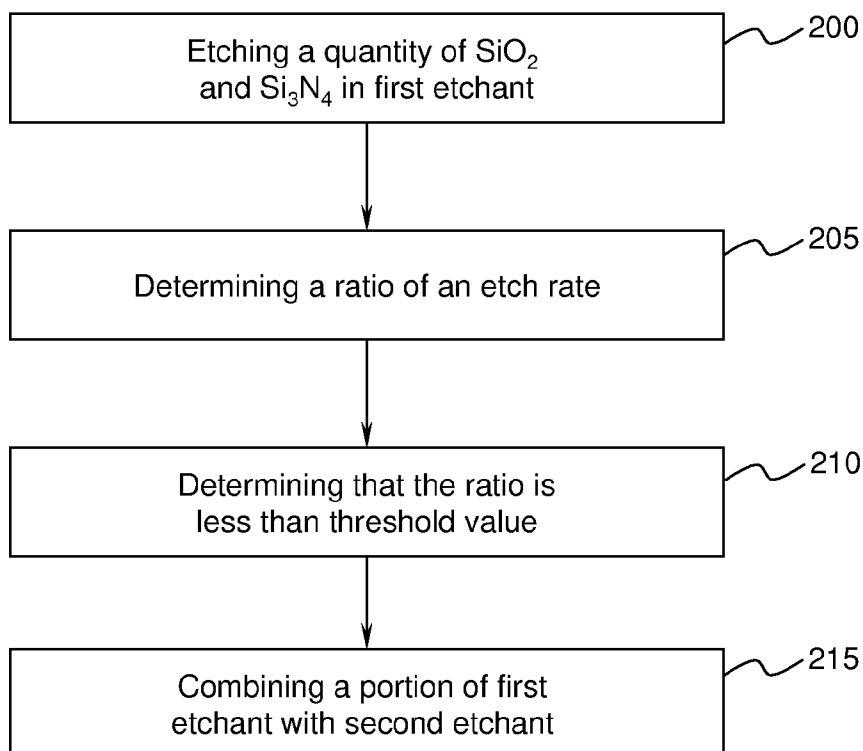 Etching a quantity of SiO₂
and Si₃N₄ in first etchant
200
Determining a ratio of an etch rate
205
Determining that the ratio is
less than threshold value
210
Combining a portion of first
etchant with second etchant
215